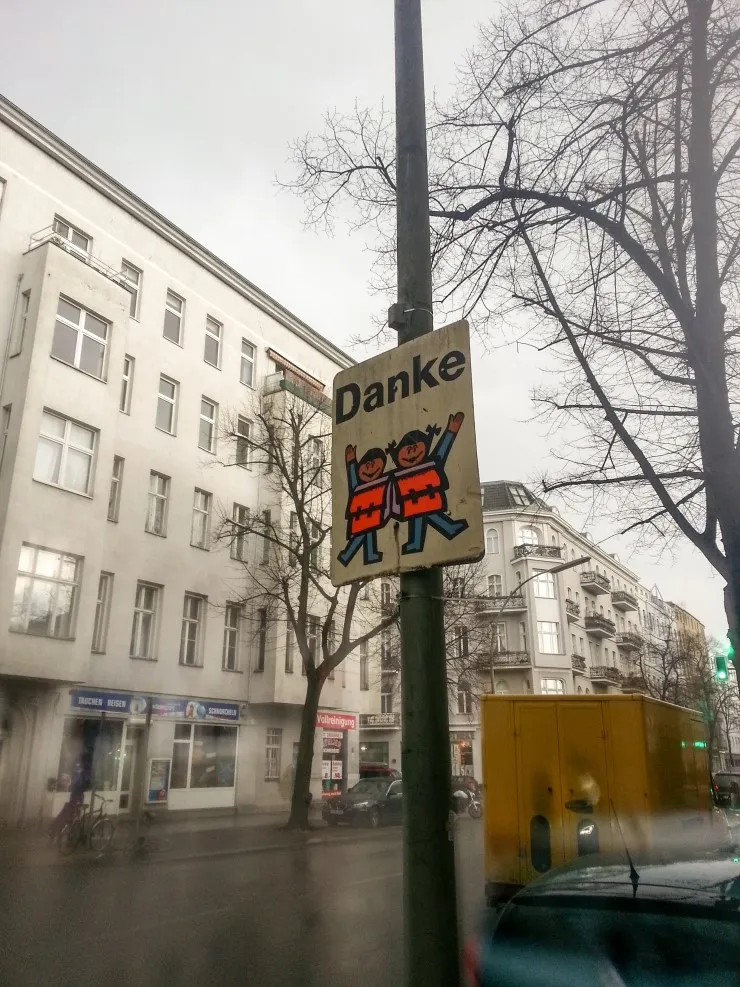 Danke
TAUCHEN REISEN SCHNORCHELN
Vollreinigung